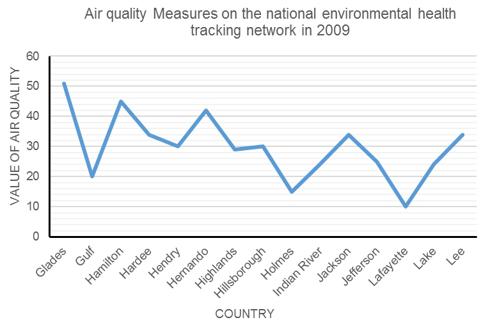 Air quality Measures on the national environmental health
tracking network in 2009
60
50
40
30
20
10
0
VALUE OF AIR QUALITY
Glades
Gulf
Hamilton
Hardee
Hendry
Hernando
Highlands
Hillsborough
Holmes
Indian River
Jackson
Jefferson
Lafayette
Lake
Lee
COUNTRY